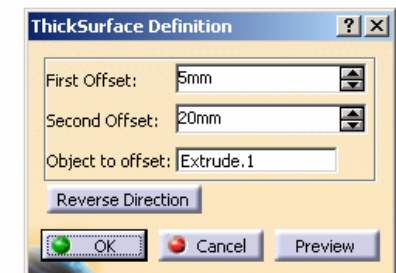 ThickSurface Definition ? X
First Offset: 5mm
Second Offset: 20mm
Object to offset: Extrude.1
Reverse Direction
OK Cancel Preview